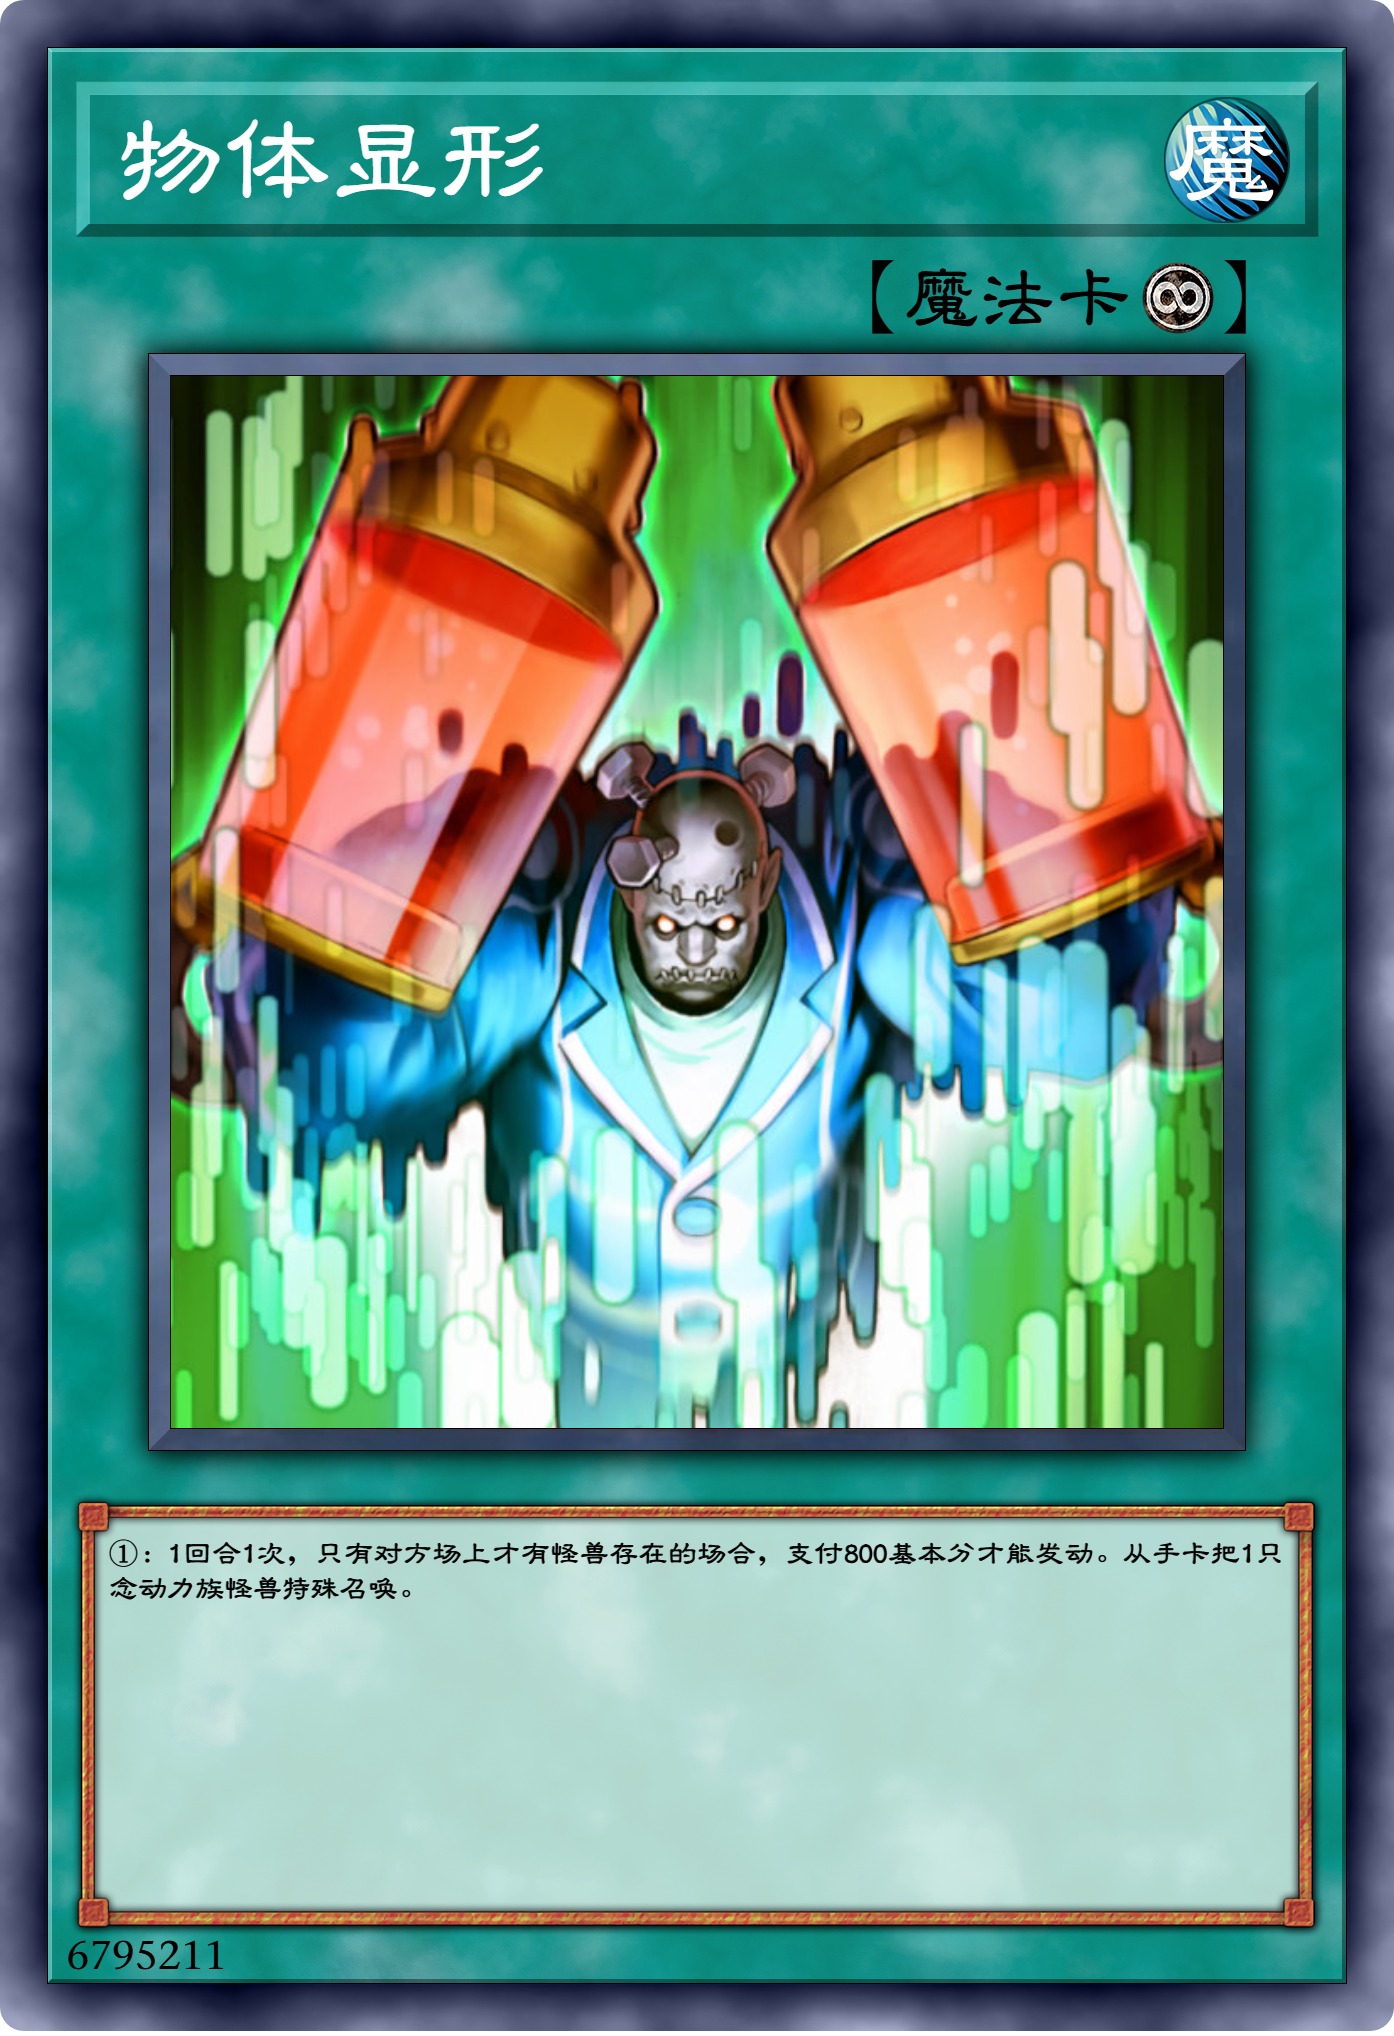 物体显形
魔
【魔法卡♾】
①：1回合1次，只有对方场上才有怪兽存在的场合，支付800基本分才能发动。从手卡把1只
念动力族怪兽特殊召唤。
6795211